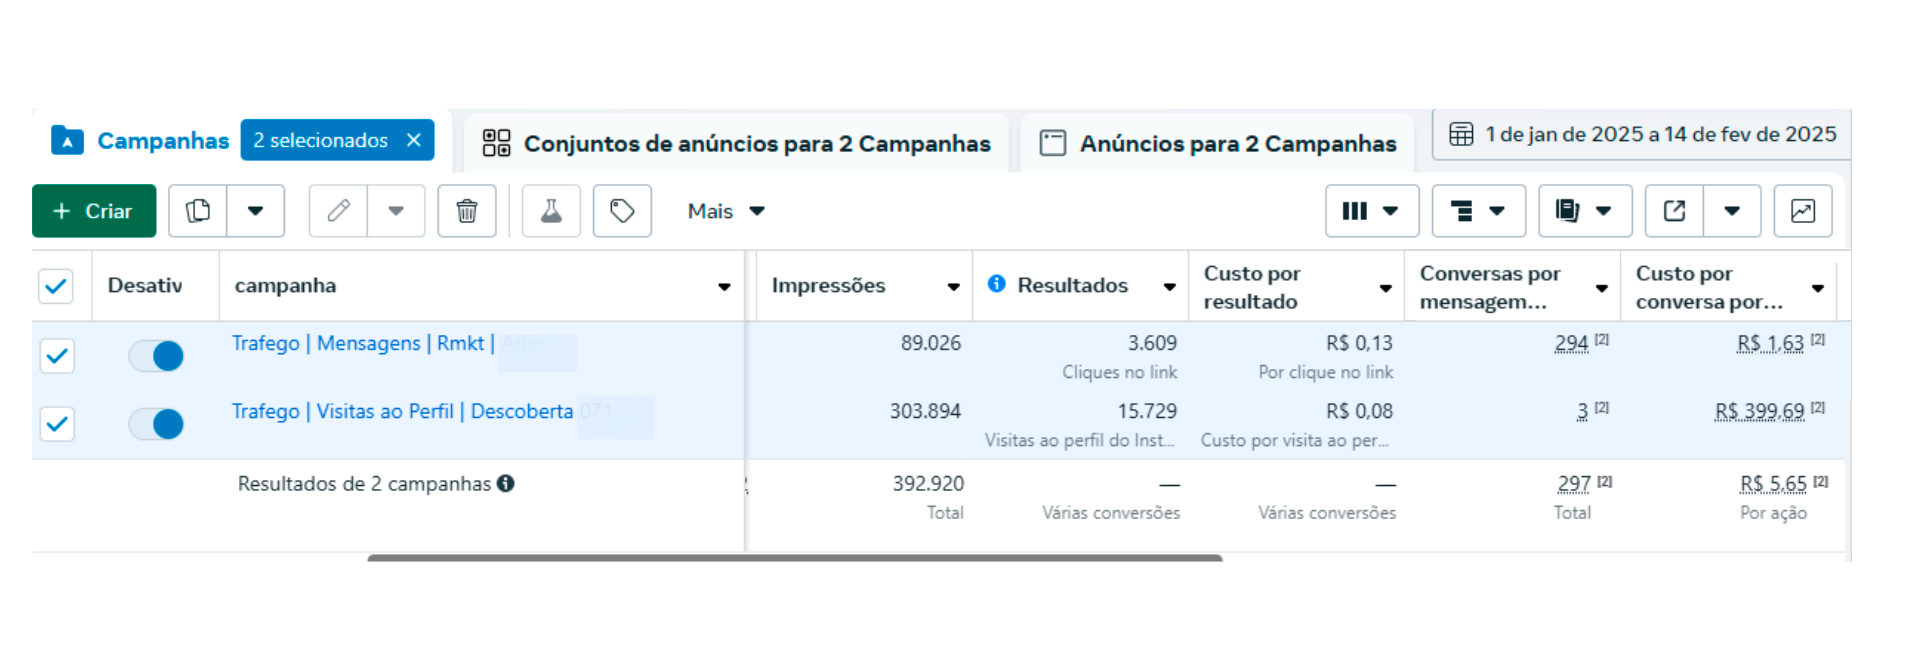 Campanhas 2 selecionados Conjuntos de anúncios para 2 Campanhas Anúncios para 2 Campanhas 1 de jan de 2025 a 14 de fev de 2025
+ Criar Mais
Desativ campanha Impressões Resultados Custo por resultado Conversas por mensagem... Custo por conversa por...
Trafego | Mensagens | Rmkt | 89.026 3.609 R$ 0,13 294 [2] R$ 1,63 [2]
Cliques no link Por clique no link
Trafego | Visitas ao Perfil | Descoberta 071 303.894 15.729 R$ 0,08 3 [2] R$ 399,69 [2]
Visitas ao perfil do Inst... Custo por visita ao per...
Resultados de 2 campanhas 392.920 — — 297 [2] R$ 5,65 [2]
Total Várias conversões Várias conversões Total Por ação